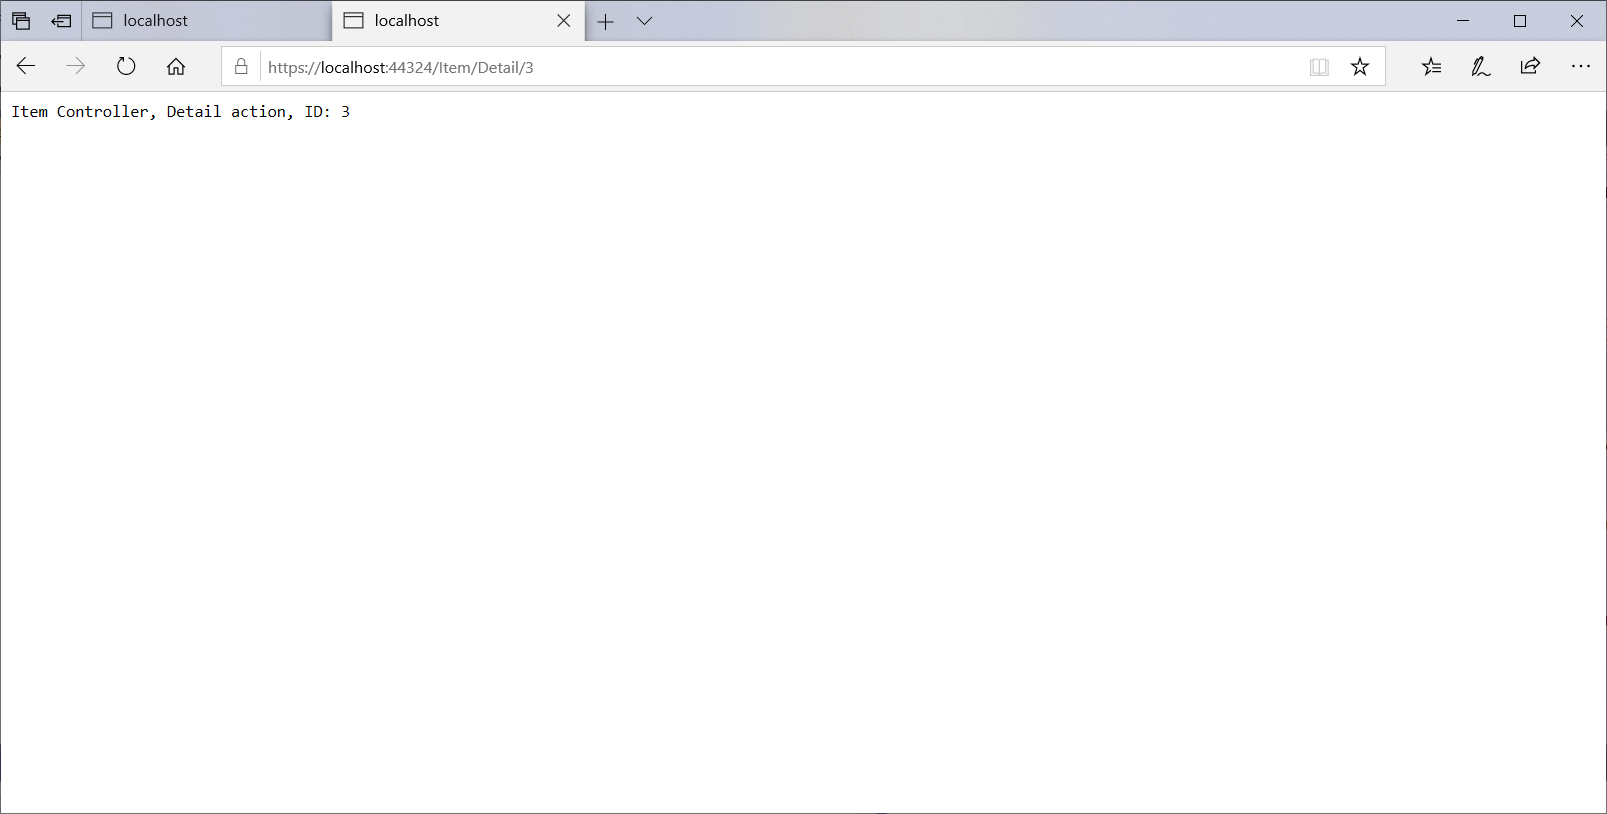 localhost
localhost
https://localhost:44324/Item/Detail/3
Item Controller, Detail action, ID: 3